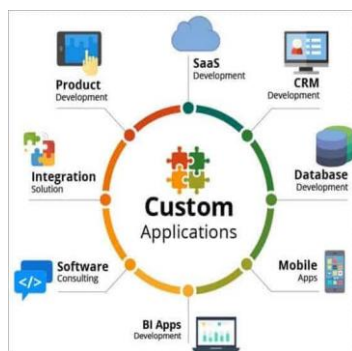 SaaS
Development
Product
Development
CRM
Development
Integration
Solution
Custom
Applications
Database
Development
Software
Consulting
</>
Mobile
Apps
BI Apps
Development